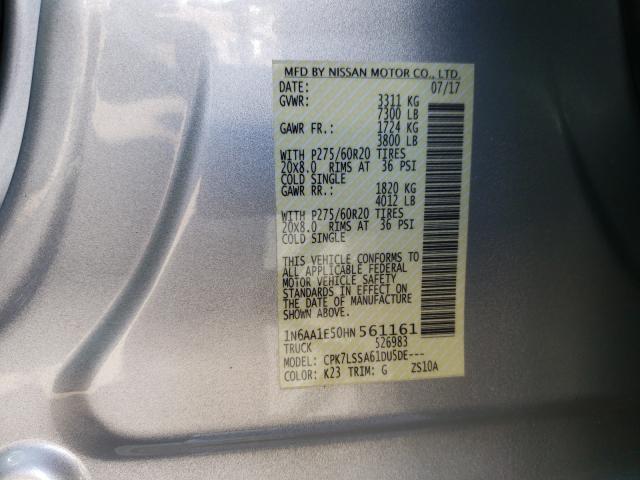 MFD BY NISSAN MOTOR CO., LTD.
DATE: 07/17
GVWR: 3311 KG
7300 LB
GAWR FR.: 1724 KG
3800 LB
WITH P275/60R20 TIRES
20X8.0 RIMS AT 36 PSI
COLD SINGLE
GAWR RR.: 1820 KG
4012 LB
WITH P275/60R20 TIRES
20X8.0 RIMS AT 36 PSI
COLD SINGLE
THIS VEHICLE CONFORMS TO
ALL APPLICABLE FEDERAL
MOTOR VEHICLE SAFETY
STANDARDS IN EFFECT ON
THE DATE OF MANUFACTURE
SHOWN ABOVE.
1N6AA1E50HN 561161
TRUCK 526983
MODEL: CPK7LSSA61DU5DE---
COLOR: K23 TRIM: G ZS10A